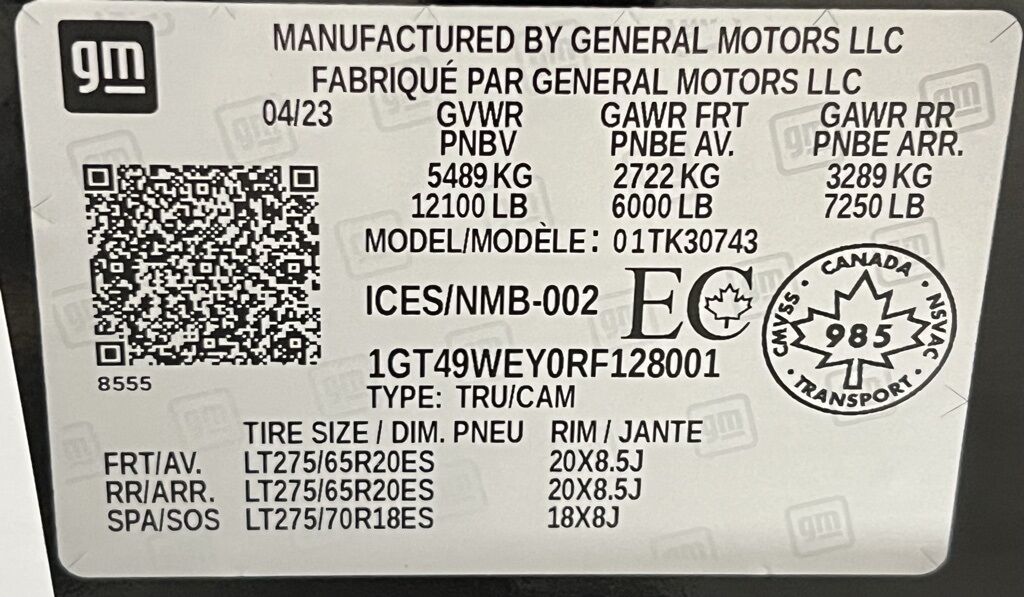 gm
MANUFACTURED BY GENERAL MOTORS LLC
FABRIQUÉ PAR GENERAL MOTORS LLC
04/23 GVWR GAWR FRT GAWR RR
PNBV PNBE AV. PNBE ARR.
5489 KG 2722 KG 3289 KG
12100 LB 6000 LB 7250 LB
MODEL/MODÈLE: 01TK30743
ICES/NMB-002 EC
CANADA
CMVSS · 985 · NSVAC
TRANSPORT
1GT49WEY0RF128001
8555
TYPE: TRU/CAM
TIRE SIZE / DIM. PNEU RIM / JANTE
FRT/AV. LT275/65R20ES 20X8.5J
RR/ARR. LT275/65R20ES 20X8.5J
SPA/SOS LT275/70R18ES 18X8J